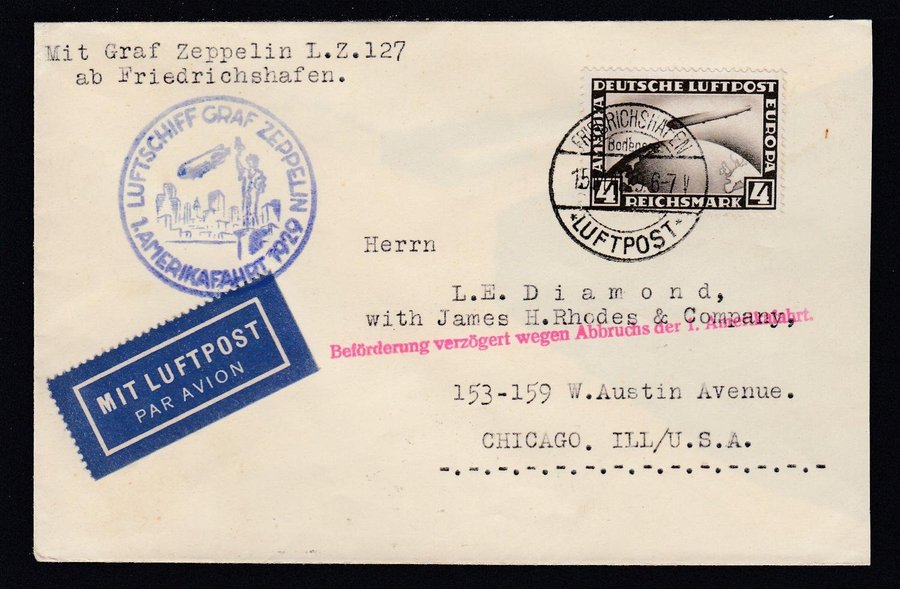 Mit Graf Zeppelin L.Z.127
ab Friedrichshafen.
LUFTSCHIFF GRAF ZEPPELIN
1. AMERIKAFAHRT 1929
DEUTSCHE LUFTPOST
EUROPA
AMERIKA
4 REICHSMARK 4
FRIEDRICHSHAFEN
6-7 V
*LUFTPOST*
Herrn
L.E. Diamond,
with James H.Rhodes & Company,
Beförderung verzögert wegen Abbruchs der 1. Amerikafahrt.
MIT LUFTPOST
PAR AVION
153-159 W.Austin Avenue.
CHICAGO. ILL/U.S.A.
-.-.-.-.-.-.-.-.-.-.-.-.-.-